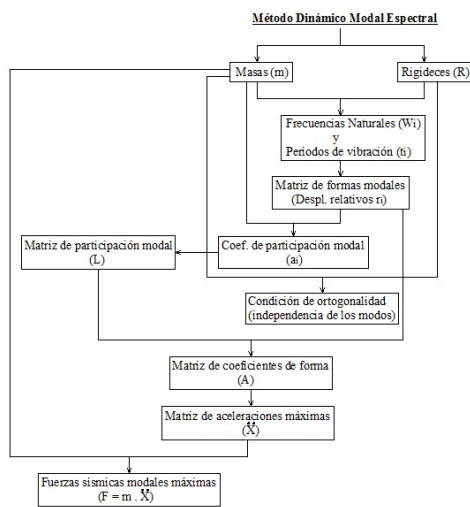 Método Dinámico Modal Espectral
Masas (m)
Rigideces (R)
Frecuencias Naturales (Wi)
y
Periodos de vibración (ti)
Matriz de formas modales
(Despl. relativos ri)
Matriz de participación modal
(L)
Coef. de participación modal
(ai)
Condición de ortogonalidad
(independencia de los modos)
Matriz de coeficientes de forma
(A)
Matriz de aceleraciones máximas
(Ẍ)
Fuerzas sismicas modales máximas
(F = m . Ẍ)